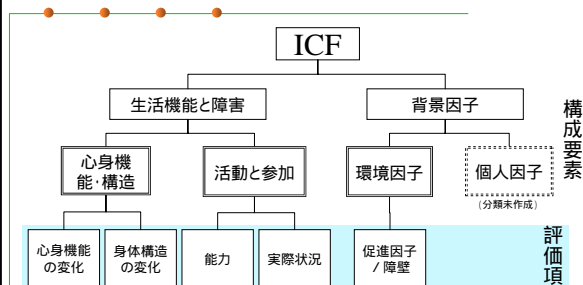 ICF
生活機能と障害
背景因子
構成要素
心身機
能･構造
活動と参加
環境因子
個人因子
(分類未作成)
心身機能
の変化
身体構造
の変化
能力
実際状況
促進因子
/ 障壁
評価項